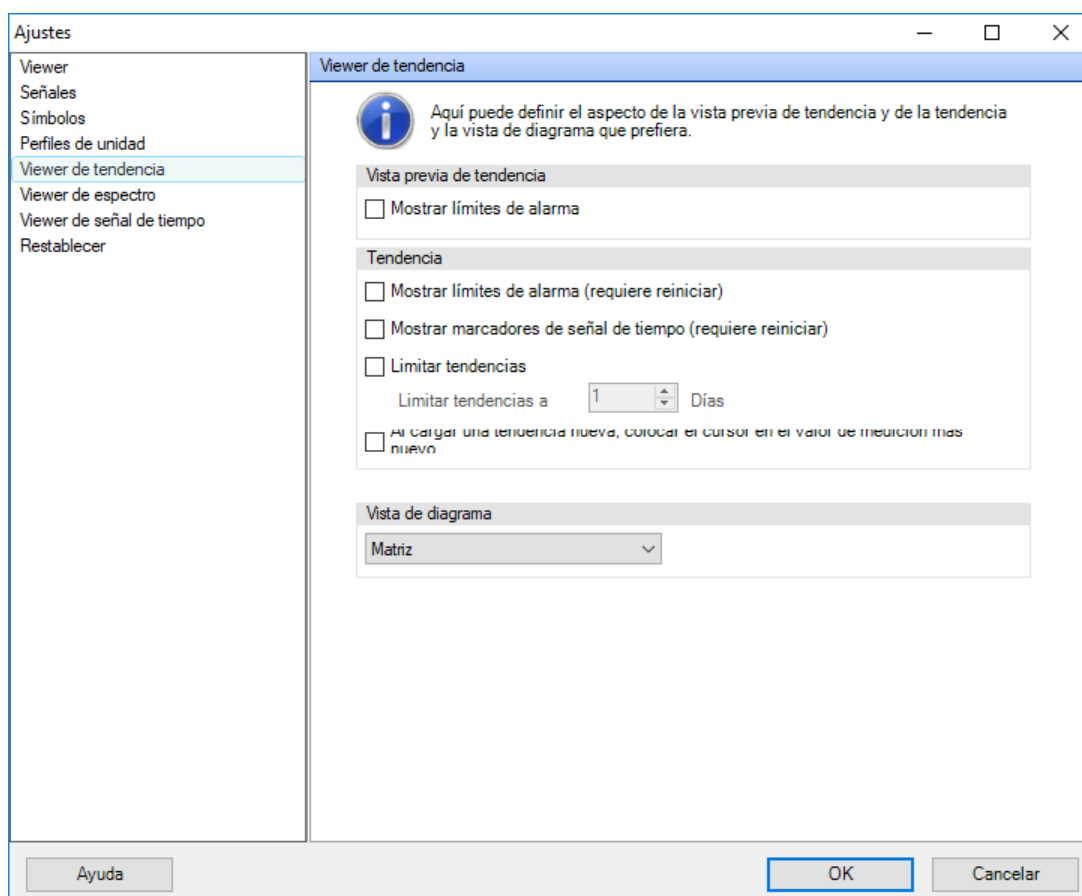 Ajustes
Viewer
Señales
Símbolos
Perfiles de unidad
Viewer de tendencia
Viewer de espectro
Viewer de señal de tiempo
Restablecer
Viewer de tendencia
Aquí puede definir el aspecto de la vista previa de tendencia y de la tendencia
y la vista de diagrama que prefiera.
Vista previa de tendencia
Mostrar límites de alarma
Tendencia
Mostrar límites de alarma (requiere reiniciar)
Mostrar marcadores de señal de tiempo (requiere reiniciar)
Limitar tendencias
Limitar tendencias a 1 Días
Al cargar una tendencia nueva, colocar el cursor en el valor de medición más
nuevo
Vista de diagrama
Matriz
Ayuda
OK
Cancelar